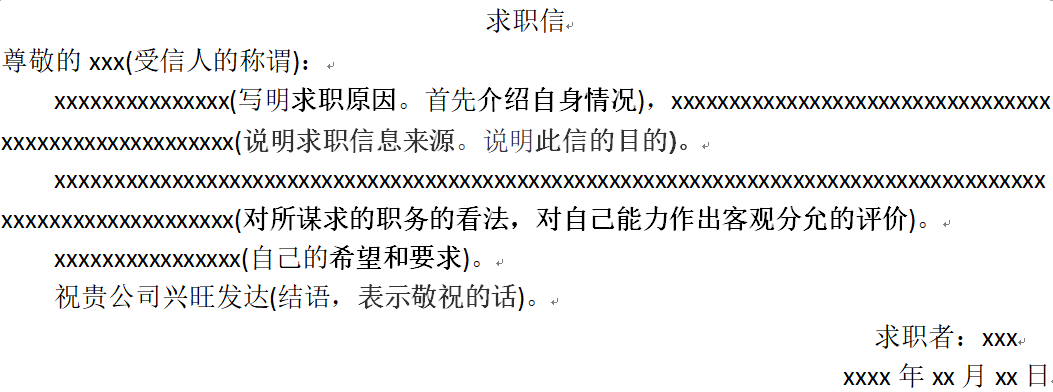 求职信
尊敬的 xxx(受信人的称谓)：
xxxxxxxxxxxxxxx(写明求职原因。首先介绍自身情况)，xxxxxxxxxxxxxxxxxxxxxxxxxxxxxxxx
xxxxxxxxxxxxxxxxxxxx(说明求职信息来源。说明此信的目的)。
xxxxxxxxxxxxxxxxxxxxxxxxxxxxxxxxxxxxxxxxxxxxxxxxxxxxxxxxxxxxxxxxxxxxxxxxxxxxxxxxxxxxx
xxxxxxxxxxxxxxxxxxxx(对所谋求的职务的看法，对自己能力作出客观分允的评价)。
xxxxxxxxxxxxxxxx(自己的希望和要求)。
祝贵公司兴旺发达(结语，表示敬祝的话)。
求职者：xxx
xxxx 年 xx 月 xx 日